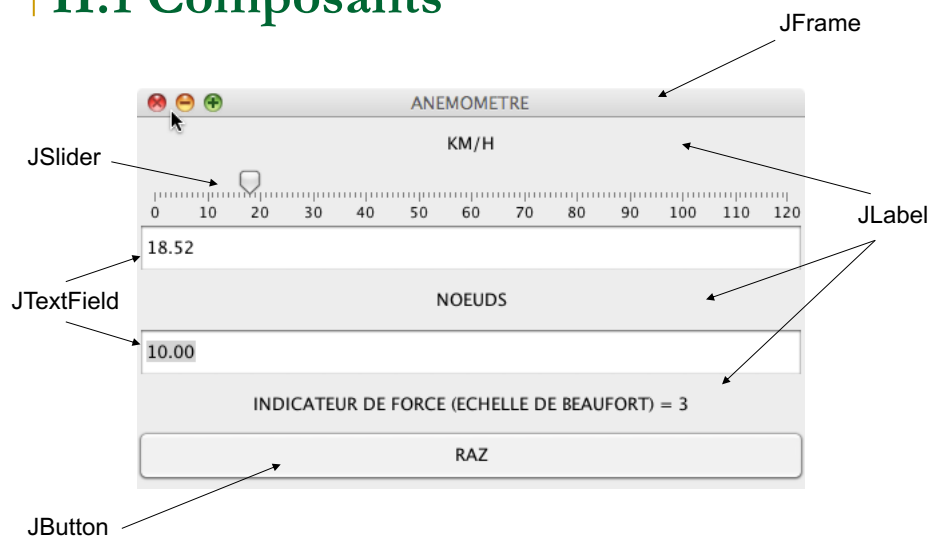 II.1 Composants
JFrame
ANEMOMETRE
KM/H
JSlider
0 10 20 30 40 50 60 70 80 90 100 110 120
JLabel
18.52
JTextField
NOEUDS
10.00
INDICATEUR DE FORCE (ECHELLE DE BEAUFORT) = 3
RAZ
JButton